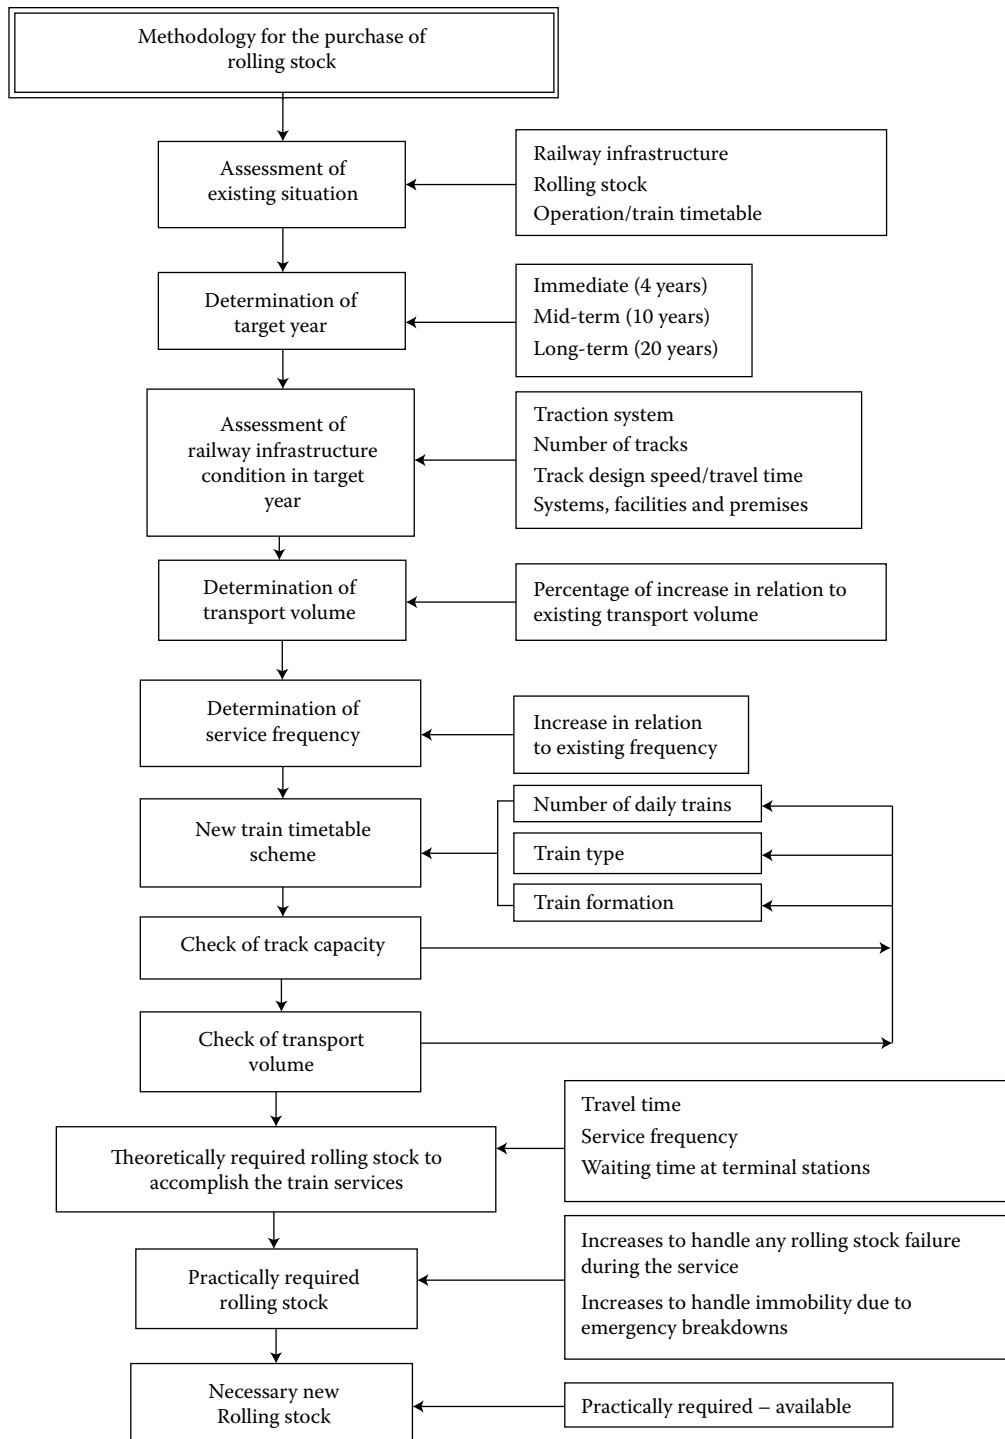 Methodology for the purchase of
rolling stock
Assessment of
existing situation
Railway infrastructure
Rolling stock
Operation/train timetable
Determination of
target year
Immediate (4 years)
Mid-term (10 years)
Long-term (20 years)
Assessment of
railway infrastructure
condition in target
year
Traction system
Number of tracks
Track design speed/travel time
Systems, facilities and premises
Determination of
transport volume
Percentage of increase in relation to
existing transport volume
Determination of
service frequency
Increase in relation
to existing frequency
New train timetable
scheme
Number of daily trains
Train type
Train formation
Check of track capacity
Check of transport
volume
Theoretically required rolling stock to
accomplish the train services
Travel time
Service frequency
Waiting time at terminal stations
Practically required
rolling stock
Increases to handle any rolling stock failure
during the service
Increases to handle immobility due to
emergency breakdowns
Necessary new
Rolling stock
Practically required – available